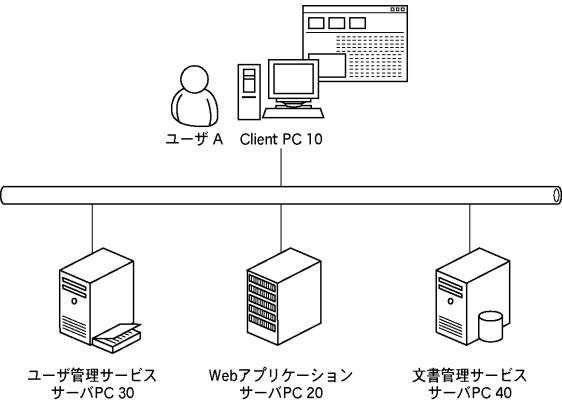 ユーザ A
Client PC 10
ユーザ管理サービス
サーバPC 30
Webアプリケーション
サーバPC 20
文書管理サービス
サーバPC 40